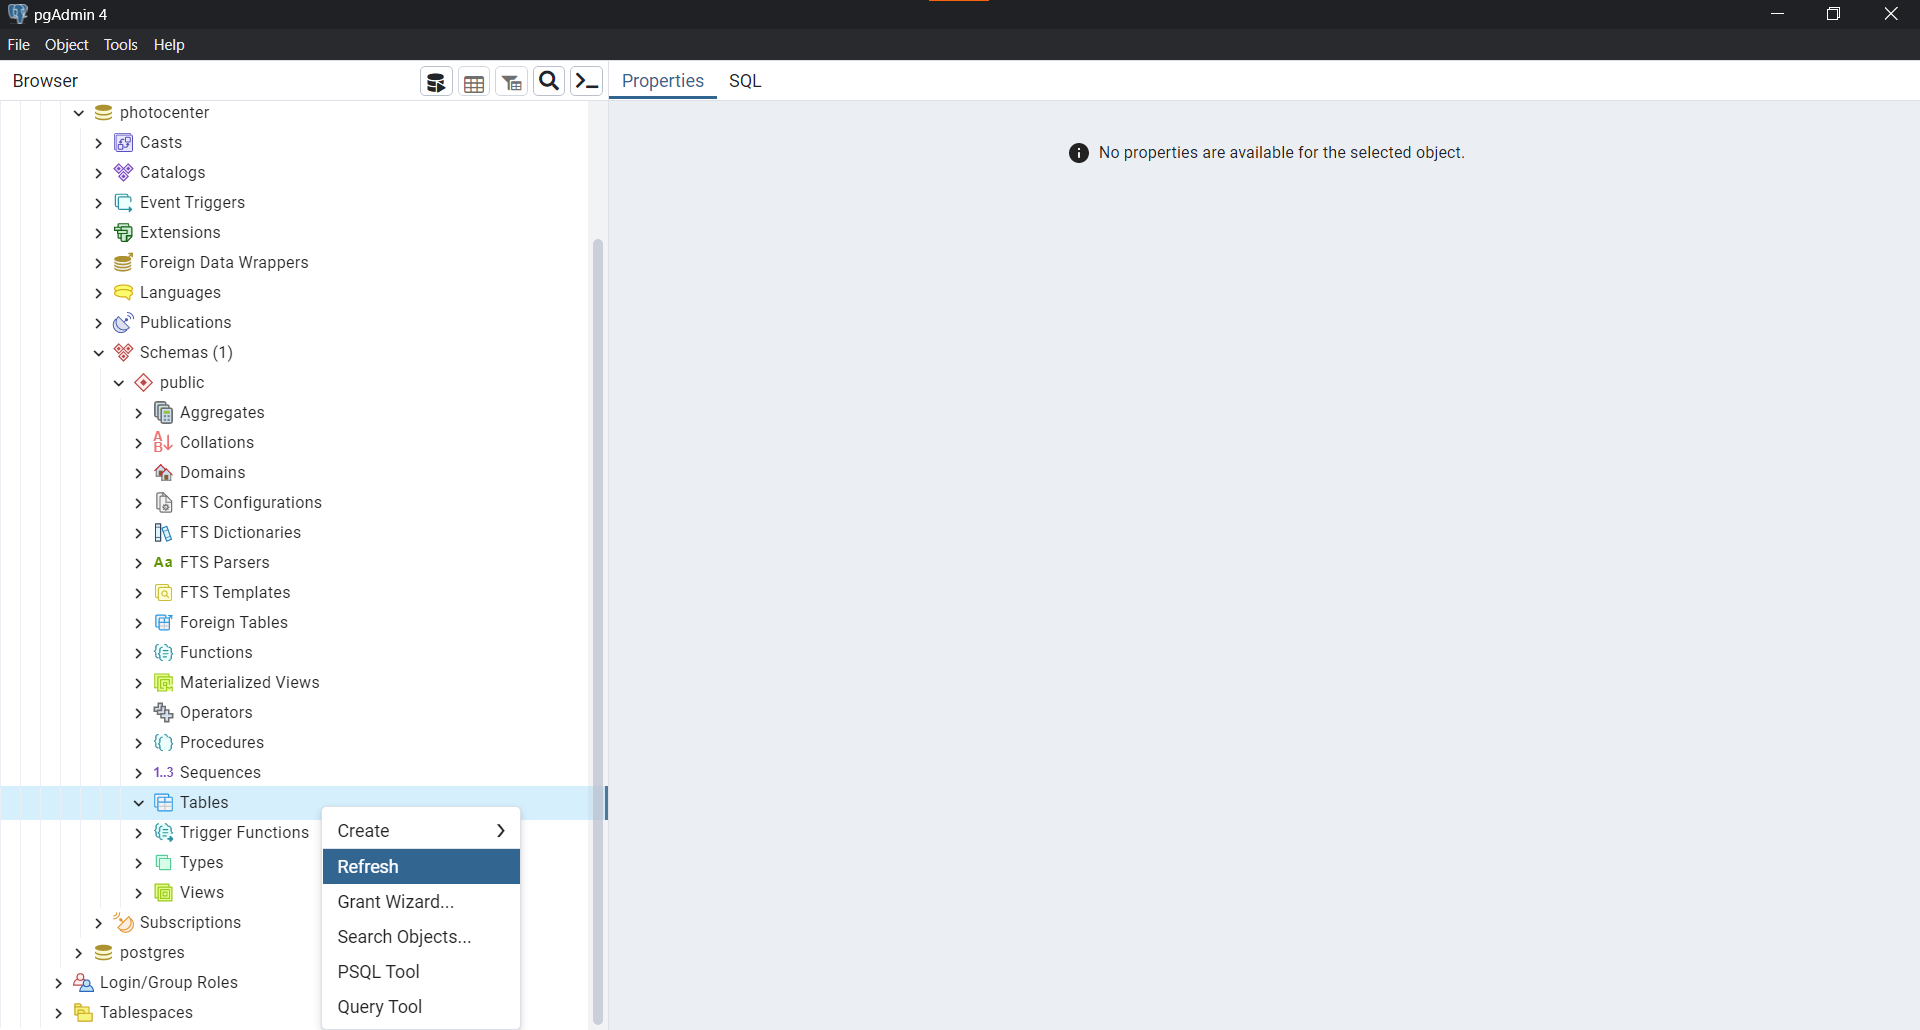 pgAdmin 4
File Object Tools Help
Browser
Properties SQL
photocenter
Casts
Catalogs
Event Triggers
Extensions
Foreign Data Wrappers
Languages
Publications
Schemas (1)
public
Aggregates
Collations
Domains
FTS Configurations
FTS Dictionaries
Aa FTS Parsers
FTS Templates
Foreign Tables
Functions
Materialized Views
Operators
Procedures
1..3 Sequences
Tables
Trigger Functions
Types
Views
Subscriptions
postgres
Login/Group Roles
Tablespaces
Create
Refresh
Grant Wizard...
Search Objects...
PSQL Tool
Query Tool
No properties are available for the selected object.